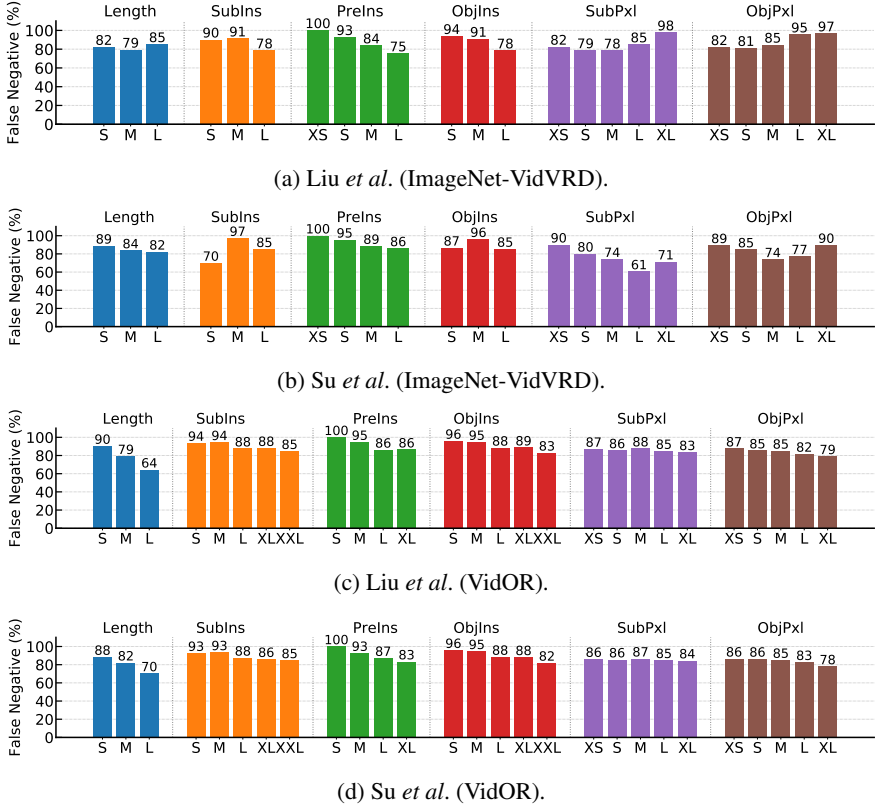 Length SubIns PreIns ObjIns SubPxl ObjPxl
False Negative (%)
100 80 60 40 20 0
82 79 85 90 91 78 100 93 84 75 94 91 78 82 79 78 85 98 82 81 85 95 97
S M L S M L XS S M L S M L XS S M L XL XS S M L XL
(a) Liu et al. (ImageNet-VidVRD).
Length SubIns PreIns ObjIns SubPxl ObjPxl
False Negative (%)
100 80 60 40 20 0
89 84 82 70 97 85 100 95 89 86 87 96 85 90 80 74 61 71 89 85 74 77 90
S M L S M L XS S M L S M L XS S M L XL XS S M L XL
(b) Su et al. (ImageNet-VidVRD).
Length SubIns PreIns ObjIns SubPxl ObjPxl
False Negative (%)
100 80 60 40 20 0
90 79 64 94 94 88 88 85 100 95 86 86 96 95 88 89 83 87 86 88 85 83 87 85 85 82 79
S M L S M L XLXXL S M L XL S M L XLXXL XS S M L XL XS S M L XL
(c) Liu et al. (VidOR).
Length SubIns PreIns ObjIns SubPxl ObjPxl
False Negative (%)
100 80 60 40 20 0
88 82 70 93 93 88 86 85 100 93 87 83 96 95 88 88 82 86 86 87 85 84 86 86 85 83 78
S M L S M L XLXXL S M L XL S M L XLXXL XS S M L XL XS S M L XL
(d) Su et al. (VidOR).